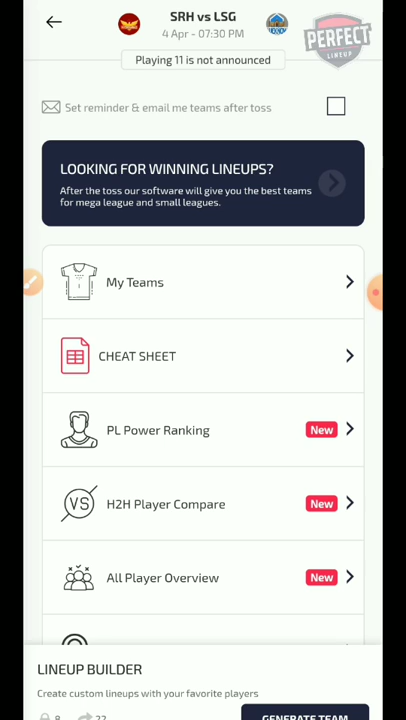 SRH vs LSG
4 Apr - 07:30 PM
PERFECT
LINEUP
Playing 11 is not announced
Set reminder & email me teams after toss
LOOKING FOR WINNING LINEUPS?
After the toss our software will give you the best teams
for mega league and small leagues.
My Teams
CHEAT SHEET
PL Power Ranking
New
VS
H2H Player Compare
New
All Player Overview
New
LINEUP BUILDER
Create custom lineups with your favorite players
8
22
GENERATE TEAM